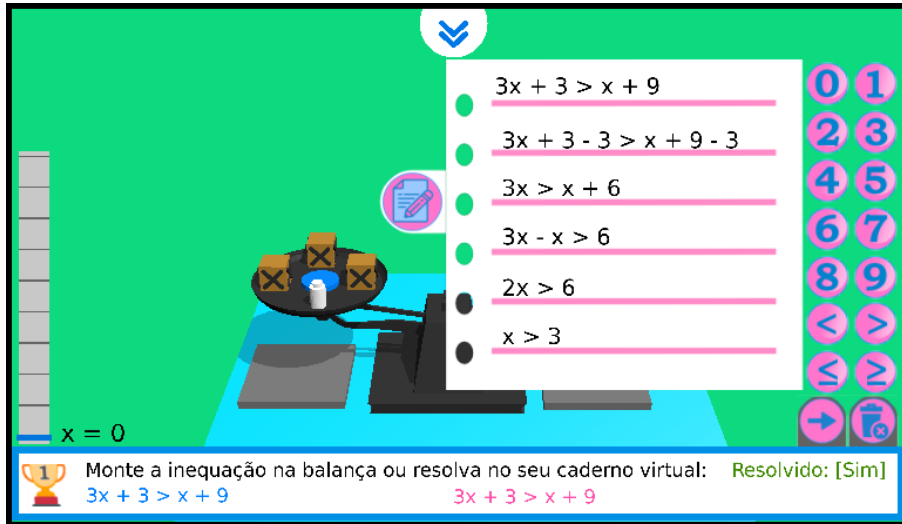 3x + 3 > x + 9
3x + 3 - 3 > x + 9 - 3
3x > x + 6
3x - x > 6
2x > 6
x > 3
0 1
2 3
4 5
6 7
8 9
< >
≤ ≥
x = 0
1
Monte a inequação na balança ou resolva no seu caderno virtual: Resolvido: [Sim]
3x + 3 > x + 9 3x + 3 > x + 9